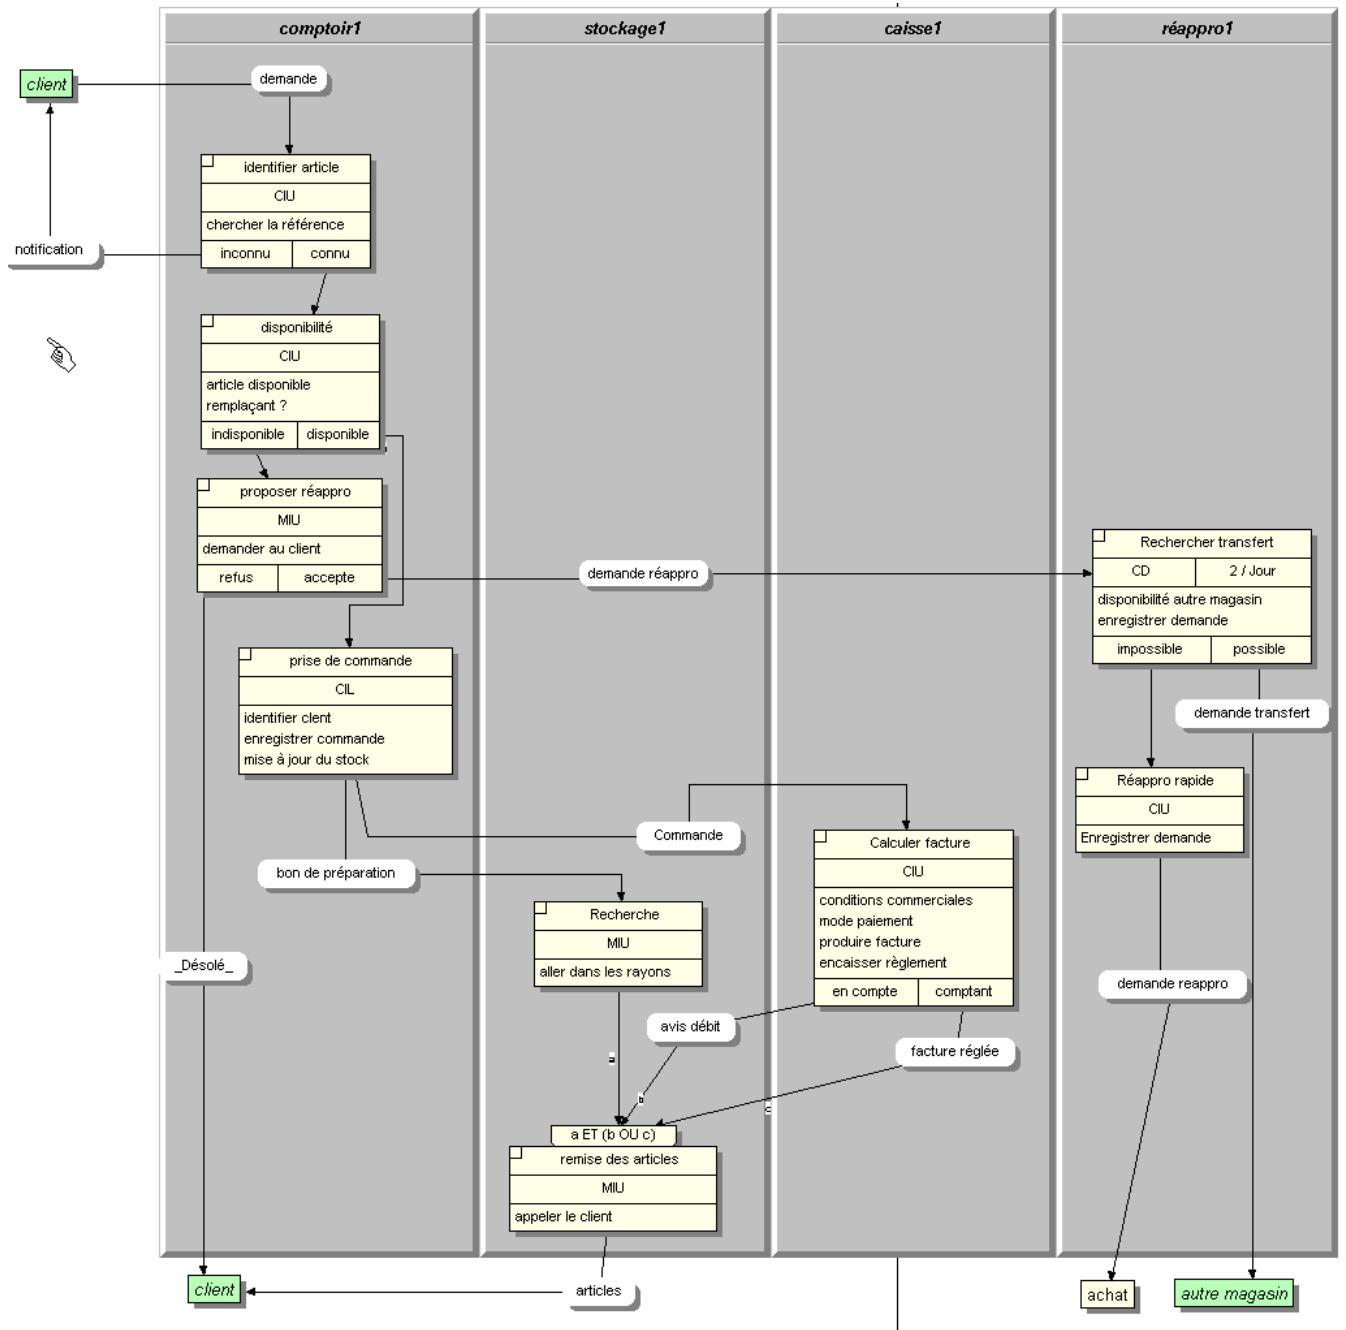 comptoir1
stockage1
caisse1
réappro1
client
demande
identifier article
CIU
chercher la référence
inconnu
connu
notification
disponibilité
CIU
article disponible
remplaçant ?
indisponible
disponible
proposer réappro
MIU
demander au client
refus
accepte
demande réappro
Rechercher transfert
CD
2 / Jour
disponibilité autre magasin
enregistrer demande
impossible
possible
demande transfert
prise de commande
CIL
identifier clent
enregistrer commande
mise à jour du stock
Réappro rapide
CIU
Enregistrer demande
Commande
Calculer facture
CIU
conditions commerciales
mode paiement
produire facture
encaisser règlement
en compte
comptant
bon de préparation
Recherche
MIU
aller dans les rayons
_Désolé_
demande reappro
avis débit
facture réglée
a
b
c
a ET (b OU c)
remise des articles
MIU
appeler le client
client
articles
achat
autre magasin